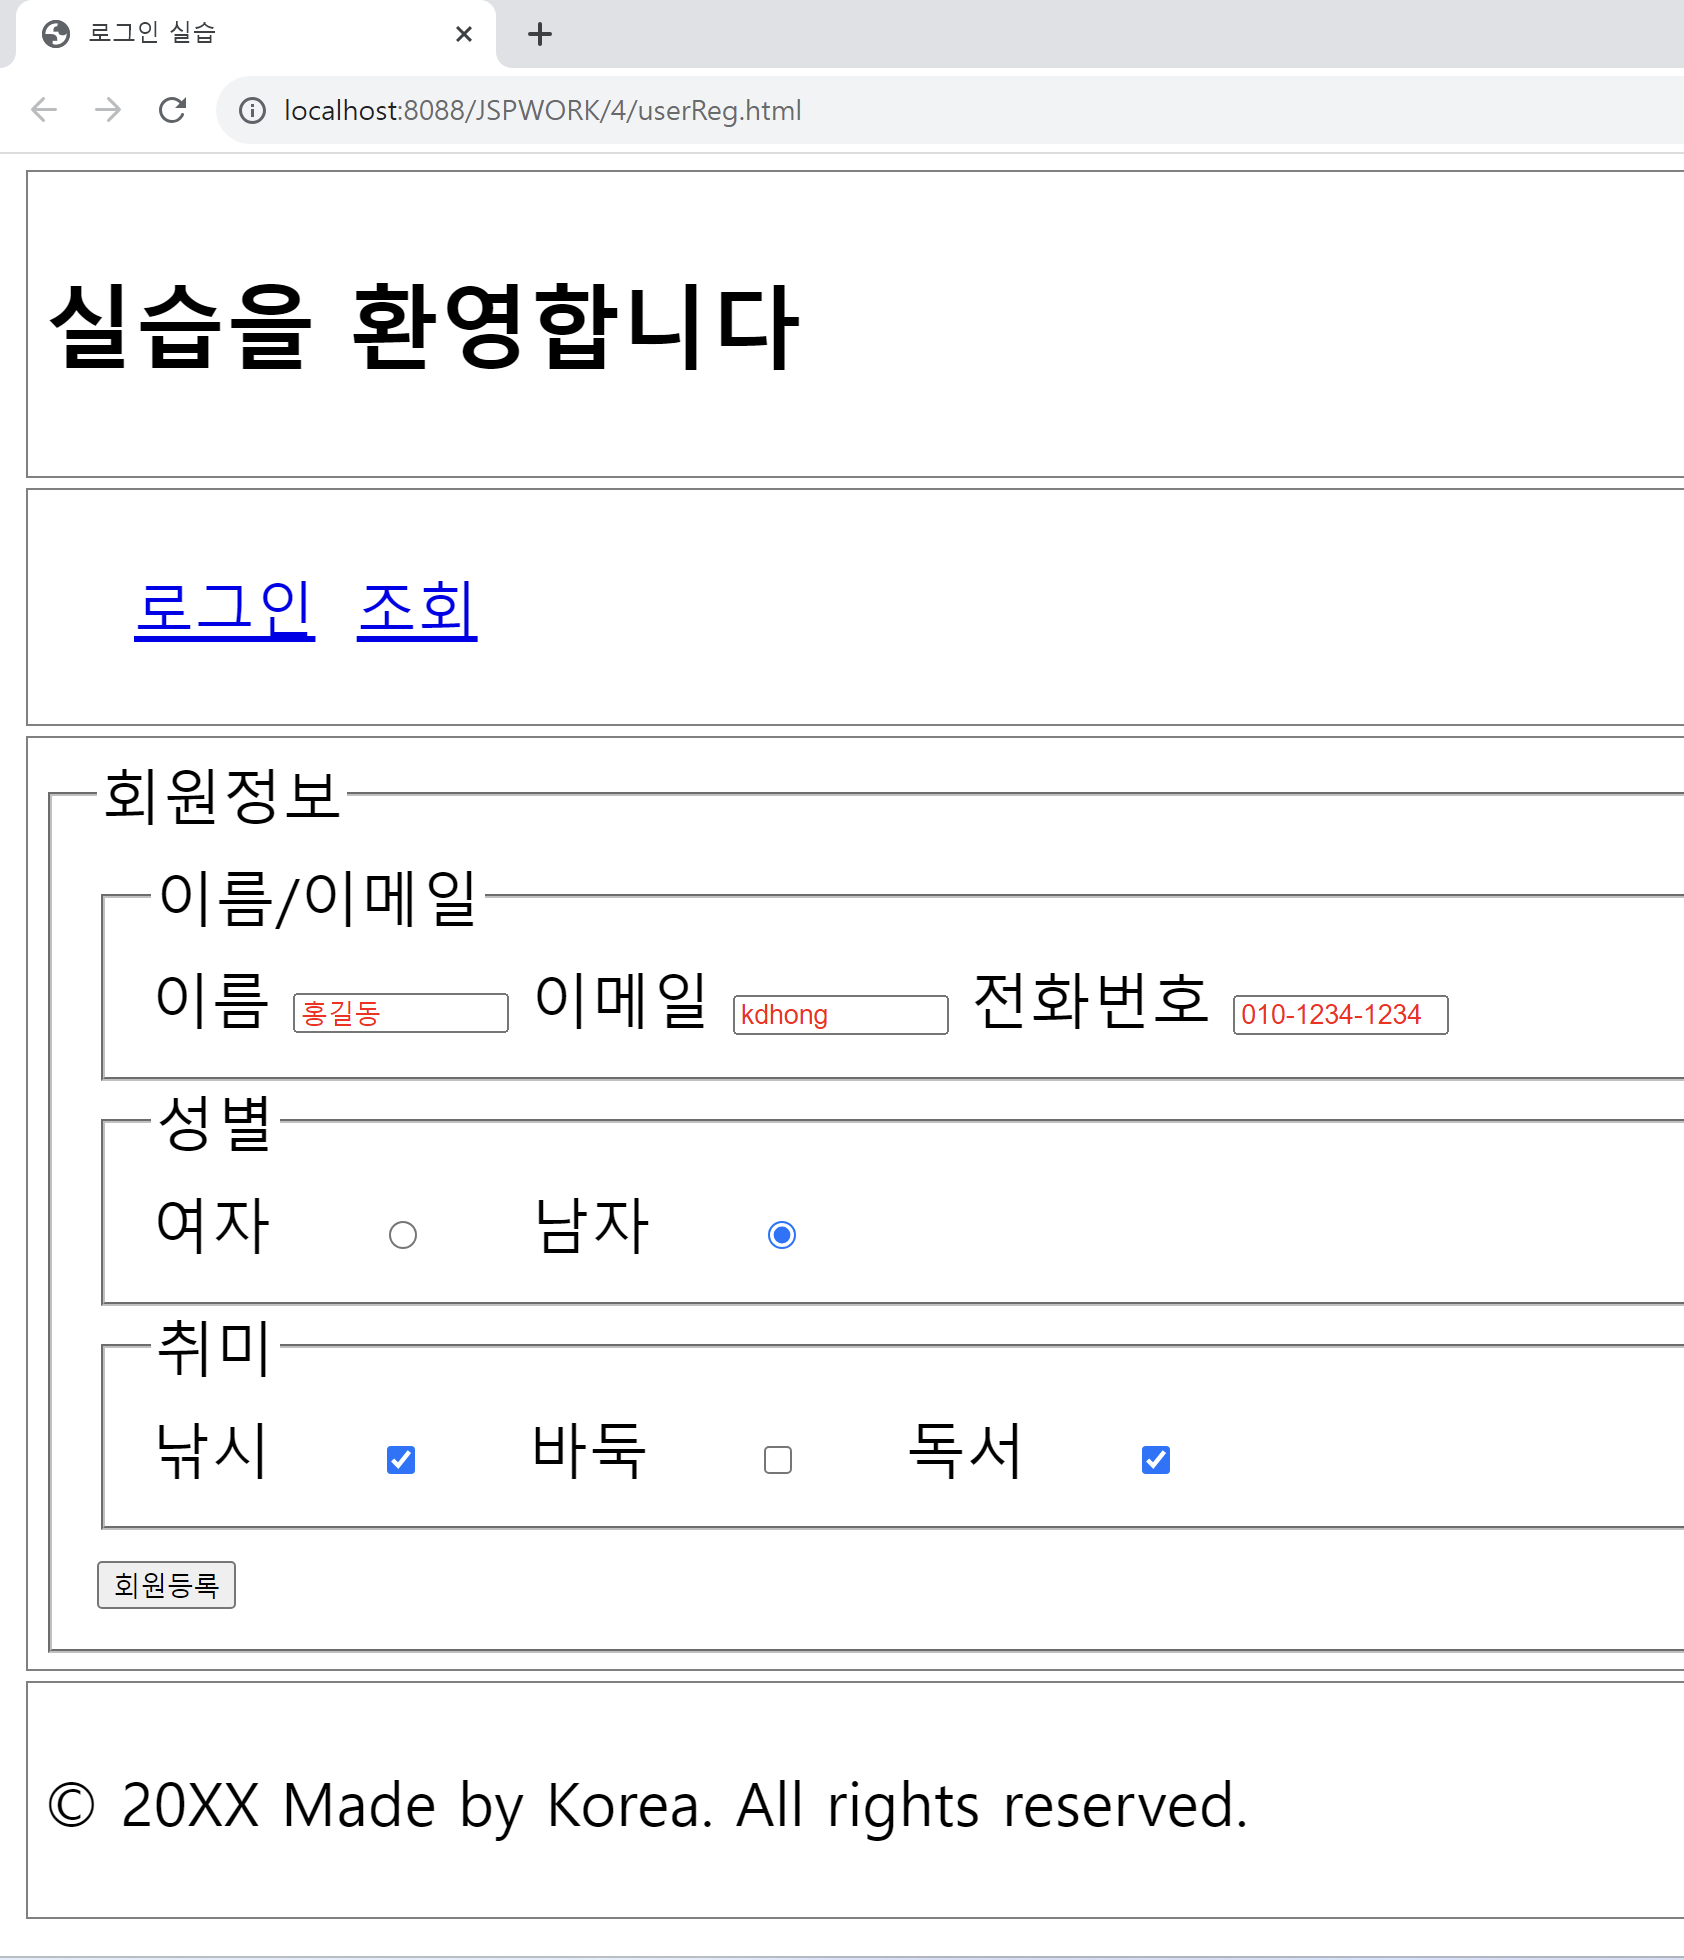 로그인 실습
localhost:8088/JSPWORK/4/userReg.html
실습을 환영합니다
로그인 조회
회원정보
이름/이메일
이름 홍길동 이메일 kdhong 전화번호 010-1234-1234
성별
여자 남자
취미
낚시 바둑 독서
회원등록
© 20XX Made by Korea. All rights reserved.